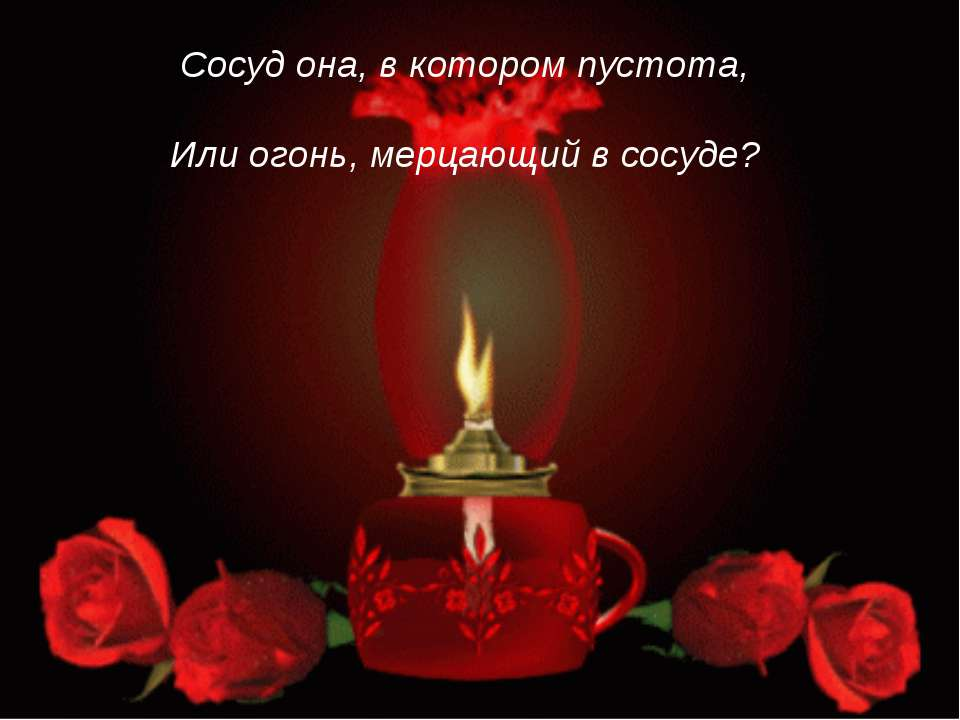 Сосуд она, в котором пустота,
Или огонь, мерцающий в сосуде?